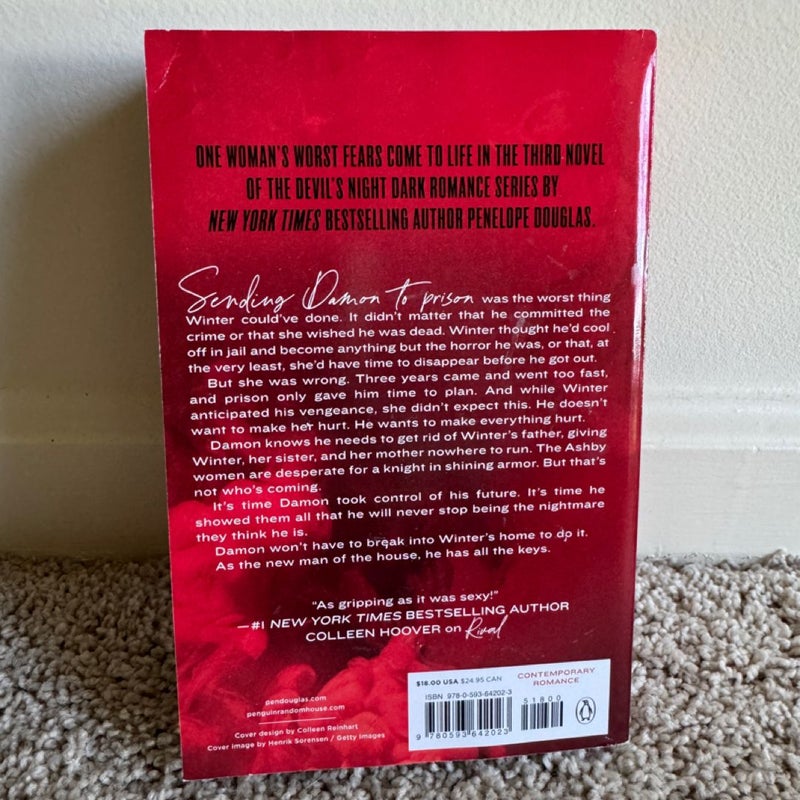 ONE WOMAN'S WORST FEARS COME TO LIFE IN THE THIRD NOVEL
OF THE DEVIL'S NIGHT DARK ROMANCE SERIES BY
NEW YORK TIMES BESTSELLING AUTHOR PENELOPE DOUGLAS.
Sending Damon to prison was the worst thing
Winter could've done. It didn't matter that he committed the
crime or that she wished he was dead. Winter thought he'd cool
off in jail and become anything but the horror he was, or that, at
the very least, she'd have time to disappear before he got out.
But she was wrong. Three years came and went too fast,
and prison only gave him time to plan. And while Winter
anticipated his vengeance, she didn't expect this. He doesn't
want to make her hurt. He wants to make everything hurt.
Damon knows he needs to get rid of Winter's father, giving
Winter, her sister, and her mother nowhere to run. The Ashby
women are desperate for a knight in shining armor. But that's
not who's coming.
It's time Damon took control of his future. It's time he
showed them all that he will never stop being the nightmare
they think he is.
Damon won't have to break into Winter's home to do it.
As the new man of the house, he has all the keys.
"As gripping as it was sexy!"
—#1 NEW YORK TIMES BESTSELLING AUTHOR
COLLEEN HOOVER on Rival
pendouglas.com
penguinrandomhouse.com
Cover design by Colleen Reinhart
Cover image by Henrik Sorensen / Getty Images
$18.00 USA $24.95 CAN
CONTEMPORARY
ROMANCE
ISBN 978-0-593-64202-3
51800
9 780593 642023